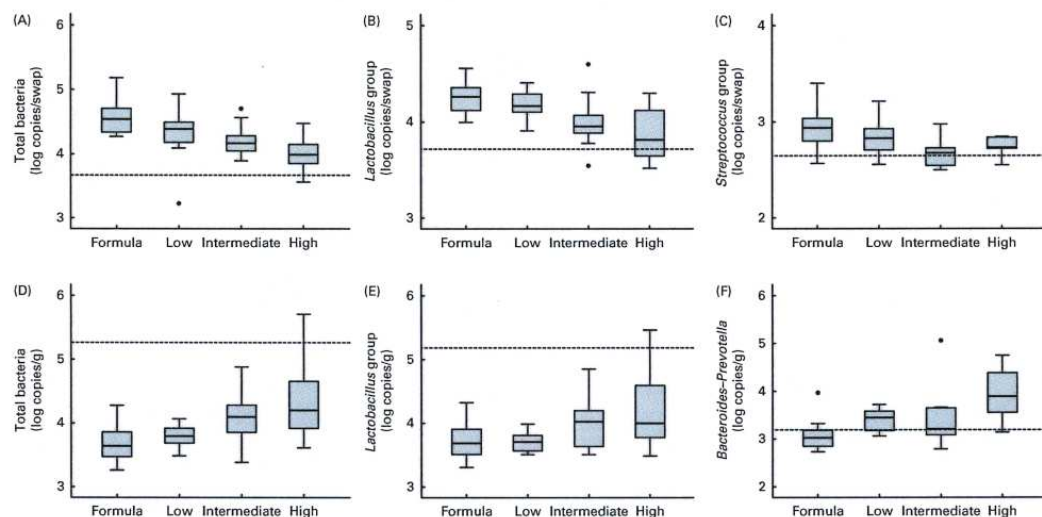 (A)
Total bacteria
(log copies/swap)
6
5
4
3
Formula Low Intermediate High
(B)
Lactobacillus group
(log copies/swap)
5
4
3
Formula Low Intermediate High
(C)
Streptococcus group
(log copies/swap)
4
3
2
Formula Low Intermediate High
(D)
Total bacteria
(log copies/g)
6
5
4
3
Formula Low Intermediate High
(E)
Lactobacillus group
(log copies/g)
6
5
4
3
Formula Low Intermediate High
(F)
Bacteroides–Prevotella
(log copies/g)
6
5
4
3
2
Formula Low Intermediate High